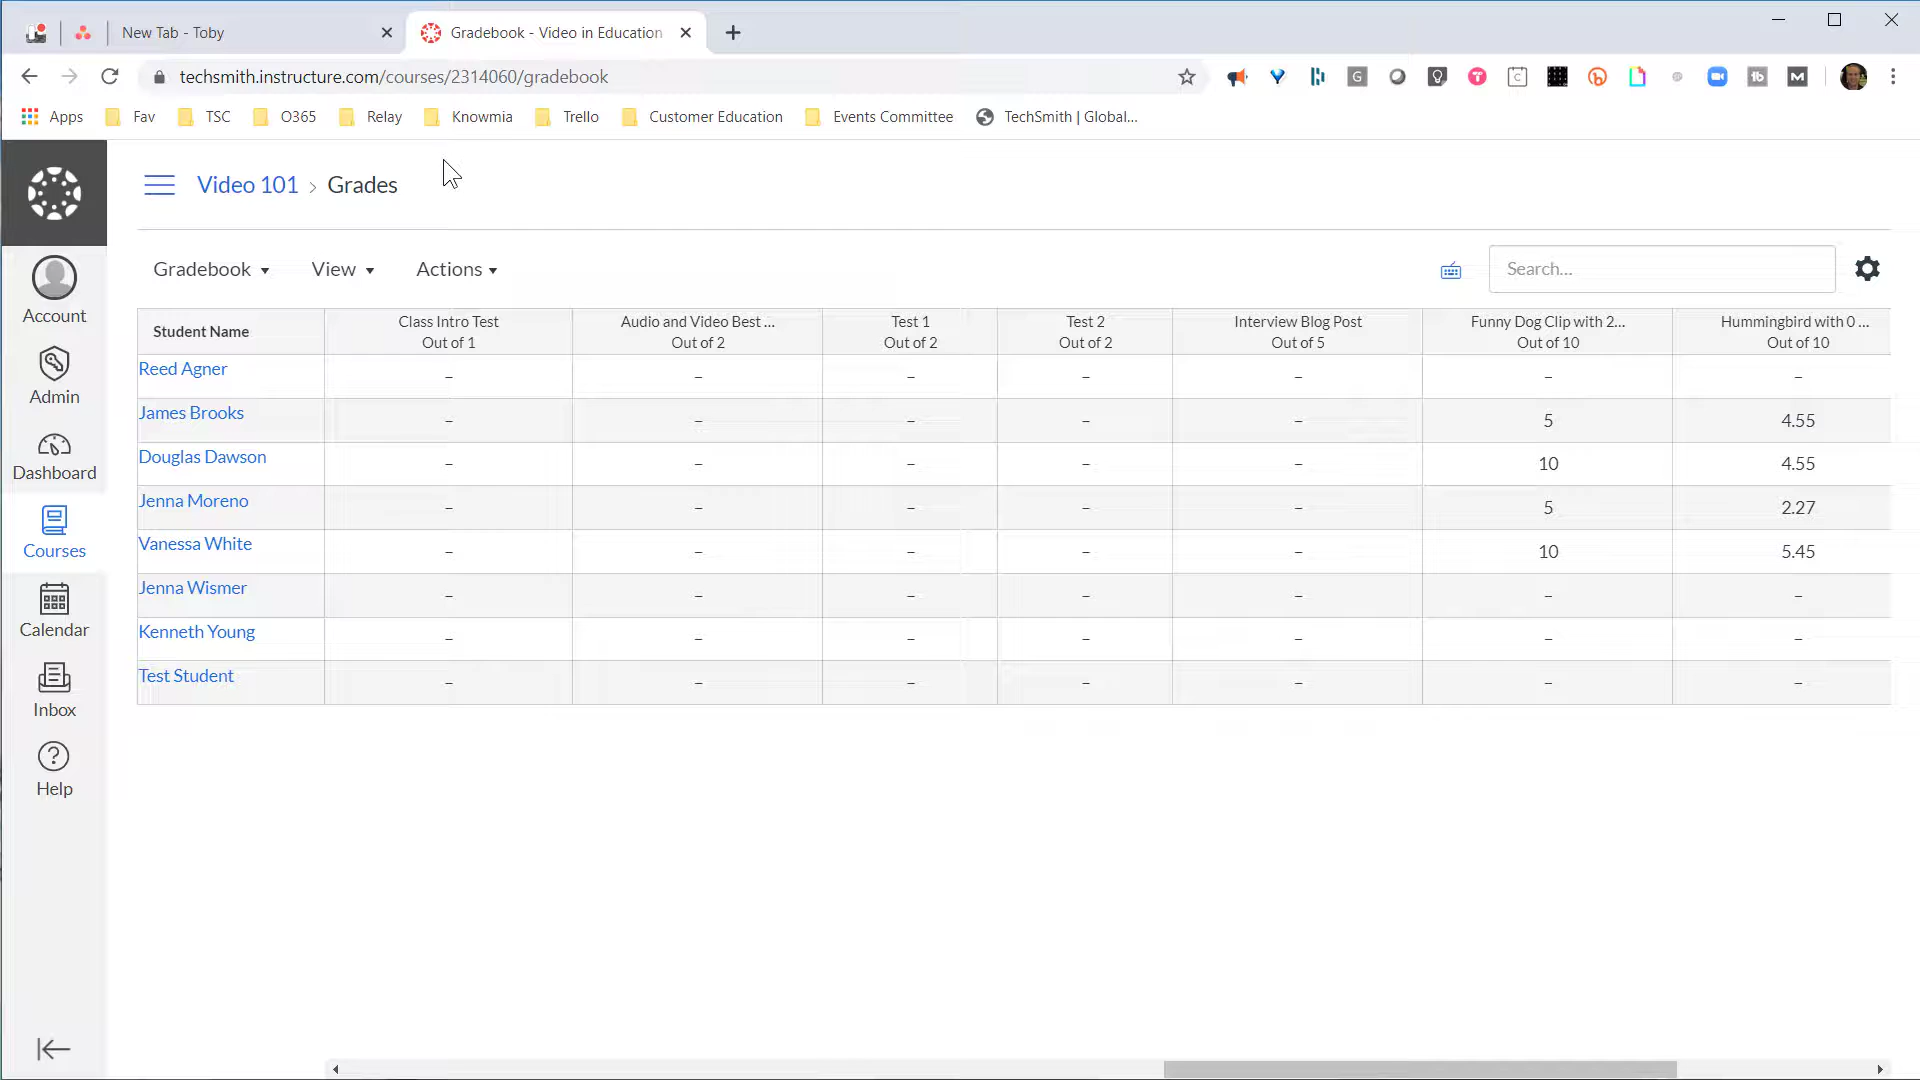 New Tab - Toby
Gradebook - Video in Education
techsmith.instructure.com/courses/2314060/gradebook
Apps Fav TSC O365 Relay Knowmia Trello Customer Education Events Committee TechSmith | Global...
Video 101 > Grades
Account
Admin
Dashboard
Courses
Calendar
Inbox
Help
Gradebook View Actions Search...
Student Name Class Intro Test Audio and Video Best ... Test 1 Test 2 Interview Blog Post Funny Dog Clip with 2... Hummingbird with 0 ...
Out of 1 Out of 2 Out of 2 Out of 2 Out of 5 Out of 10 Out of 10
Reed Agner – – – – – – –
James Brooks – – – – – 5 4.55
Douglas Dawson – – – – – 10 4.55
Jenna Moreno – – – – – 5 2.27
Vanessa White – – – – – 10 5.45
Jenna Wismer – – – – – – –
Kenneth Young – – – – – – –
Test Student – – – – – – –